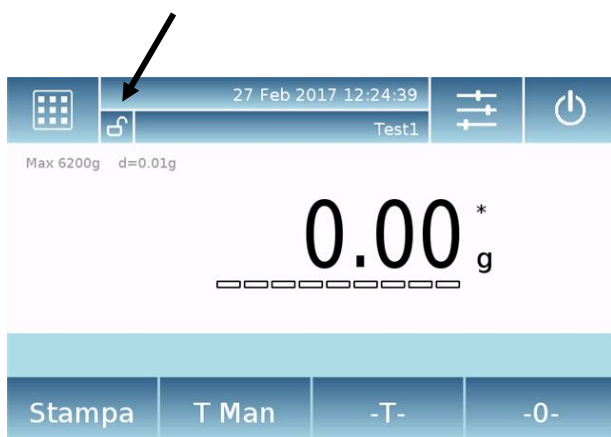 27 Feb 2017 12:24:39
Test1
Max 6200g d=0.01g
0.00 *
g
Stampa T Man -T- -0-